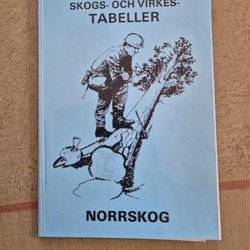 SKOGS- OCH VIRKES-
TABELLER
NORRSKOG